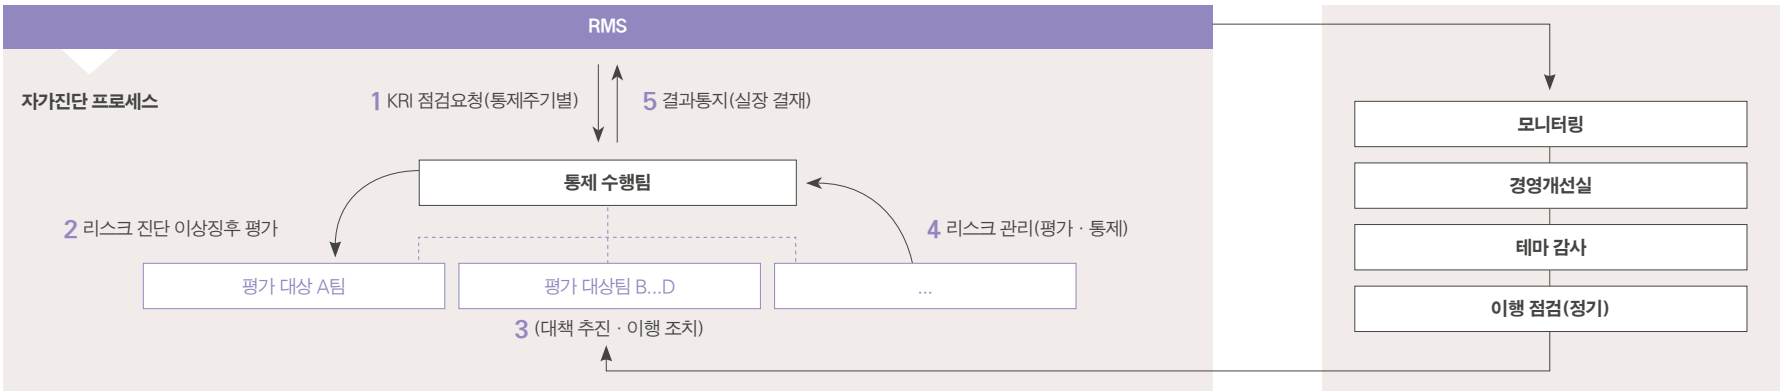 RMS
자가진단 프로세스
1 KRI 점검요청(통제주기별)
5 결과통지(실장 결재)
통제 수행팀
2 리스크 진단 이상징후 평가
4 리스크 관리(평가 · 통제)
평가 대상 A팀
평가 대상팀 B...D
...
3 (대책 추진 · 이행 조치)
모니터링
경영개선실
테마 감사
이행 점검(정기)